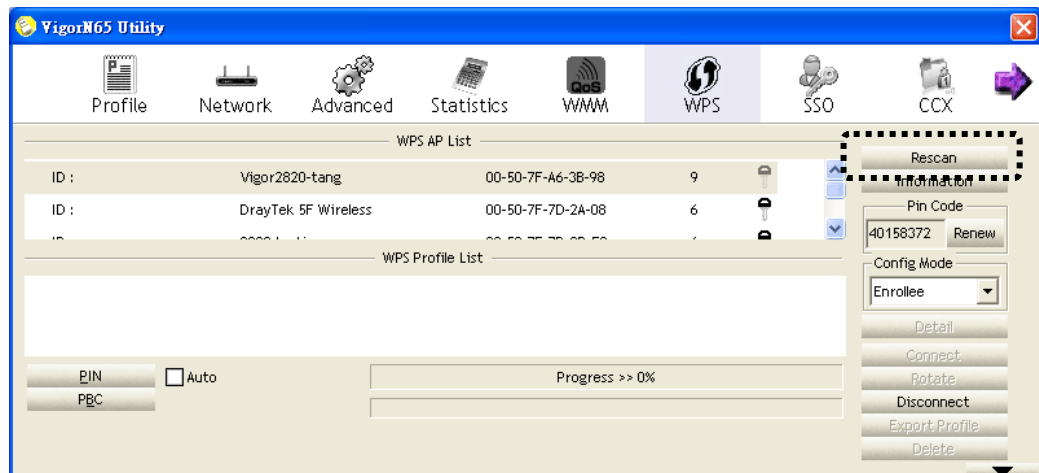 VigorN65 Utility
Profile Network Advanced Statistics QoS WMM WPS SSO CCX
WPS AP List
ID : Vigor2820-tang 00-50-7F-A6-3B-98 9
ID : DrayTek 5F Wireless 00-50-7F-7D-2A-08 6
WPS Profile List
Rescan
Information
Pin Code
40158372 Renew
Config Mode
Enrollee
Detail
Connect
Rotate
Disconnect
Export Profile
Delete
PIN Auto Progress >> 0%
PBC